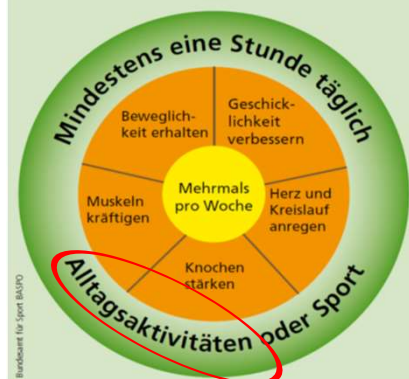 Mindestens eine Stunde täglich
Beweglich-
keit erhalten
Geschick-
lichkeit
verbessern
Muskeln
kräftigen
Mehrmals
pro Woche
Herz und
Kreislauf
anregen
Knochen
stärken
Alltagsaktivitäten oder Sport
Bundesamt für Sport BASPO